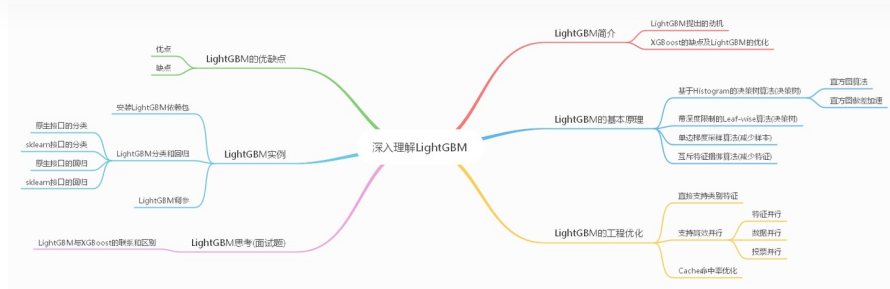 深入理解LightGBM
LightGBM简介
LightGBM提出的动机
XGBoost的缺点及LightGBM的优化
LightGBM的基本原理
基于Histogram的决策树算法(决策树)
直方图算法
直方图做差加速
带深度限制的Leaf-wise算法(决策树)
单边梯度采样算法(减少样本)
互斥特征捆绑算法(减少特征)
LightGBM的工程优化
直接支持类别特征
支持高效并行
特征并行
数据并行
投票并行
Cache命中率优化
LightGBM的优缺点
优点
缺点
LightGBM实例
安装LightGBM依赖包
LightGBM分类和回归
原生接口的分类
sklearn接口的分类
原生接口的回归
sklearn接口的回归
LightGBM调参
LightGBM思考(面试题)
LightGBM与XGBoost的联系和区别